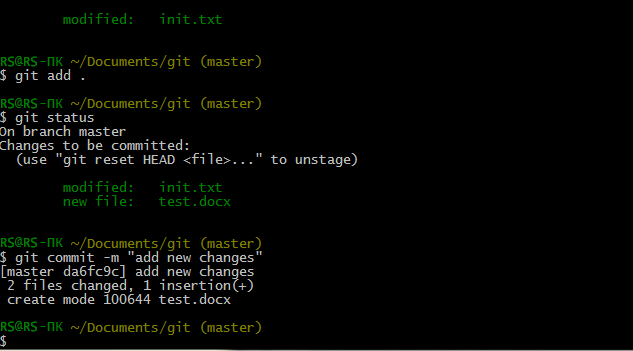 modified:   init.txt
RS@RS-ПК ~/Documents/git (master)
$ git add .
RS@RS-ПК ~/Documents/git (master)
$ git status
On branch master
Changes to be committed:
  (use "git reset HEAD <file>..." to unstage)
modified:   init.txt
new file:   test.docx
RS@RS-ПК ~/Documents/git (master)
$ git commit -m "add new changes"
[master da6fc9c] add new changes
 2 files changed, 1 insertion(+)
 create mode 100644 test.docx
RS@RS-ПК ~/Documents/git (master)
$